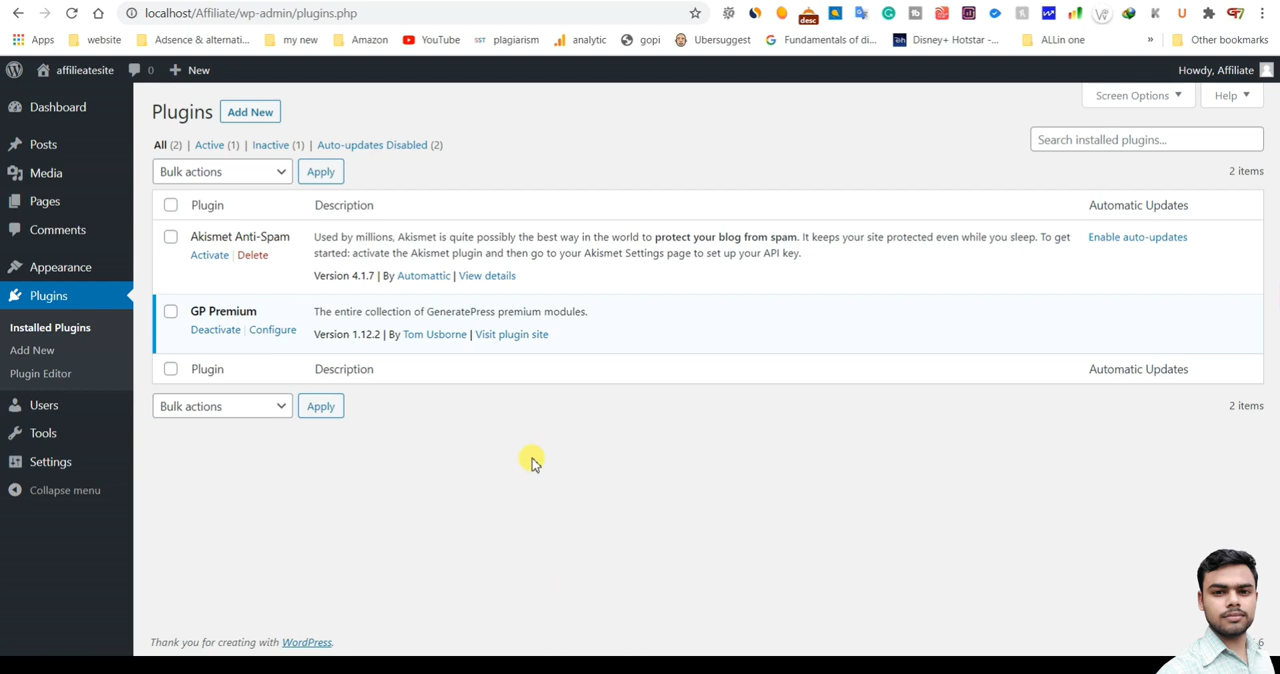 localhost/Affiliate/wp-admin/plugins.php
desc
Apps website Adsence & alternati... my new Amazon YouTube SST plagiarism analytic gopi Ubersuggest Fundamentals of di... Disney+ Hotstar -... ALLin one » Other bookmarks
affilieatesite 0 New Howdy, Affiliate
Screen Options Help
Dashboard
Posts
Media
Pages
Comments
Appearance
Plugins
Installed Plugins
Add New
Plugin Editor
Users
Tools
Settings
Collapse menu
Plugins Add New
All (2) | Active (1) | Inactive (1) | Auto-updates Disabled (2)
Search installed plugins...
Bulk actions Apply 2 items
Plugin Description Automatic Updates
Akismet Anti-Spam
Activate | Delete
Used by millions, Akismet is quite possibly the best way in the world to protect your blog from spam. It keeps your site protected even while you sleep. To get
started: activate the Akismet plugin and then go to your Akismet Settings page to set up your API key.
Version 4.1.7 | By Automattic | View details
Enable auto-updates
GP Premium
Deactivate | Configure
The entire collection of GeneratePress premium modules.
Version 1.12.2 | By Tom Usborne | Visit plugin site
Plugin Description Automatic Updates
Bulk actions Apply 2 items
Thank you for creating with WordPress.